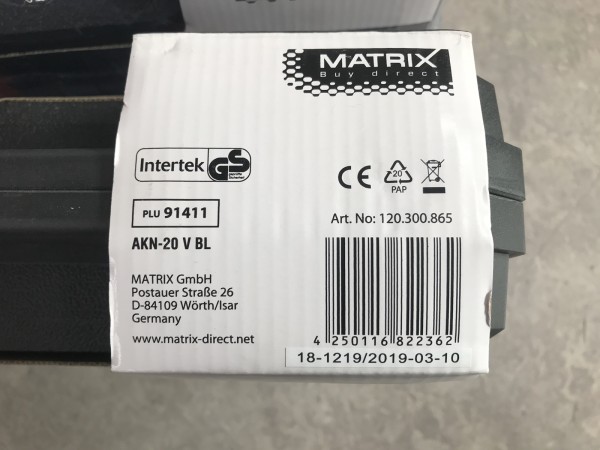 MATRIX
Buy direct
Intertek GS
20
PAP
PLU 91411
Art. No: 120.300.865
AKN-20 V BL
MATRIX GmbH
Postauer Straße 26
D-84109 Wörth/Isar
Germany
www.matrix-direct.net
4 250116 822362
18-1219/2019-03-10